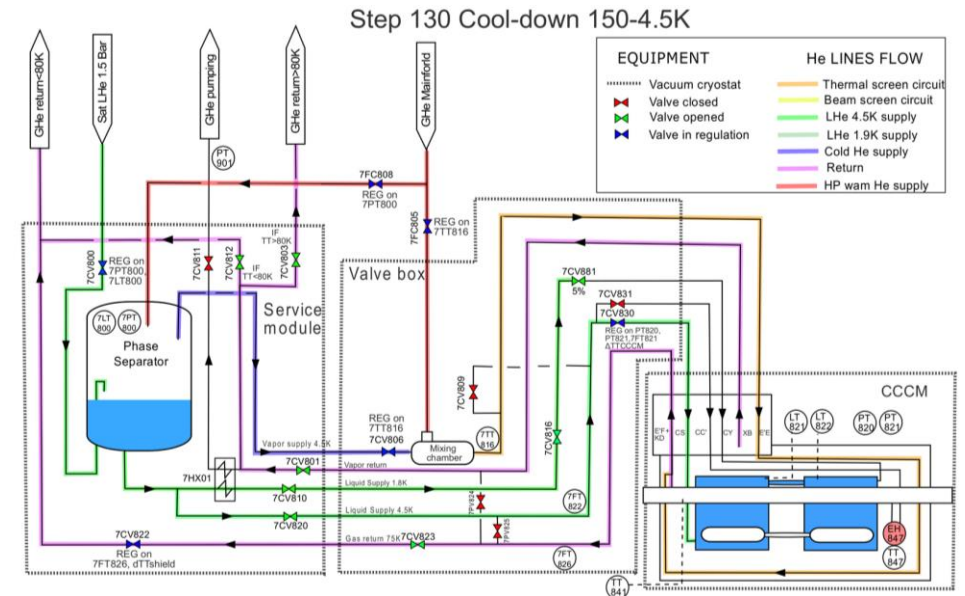 Step 130 Cool-down 150-4.5K
GHe return<80K
Sat LHe 1.5 Bar
GHe pumping
GHe return>80K
GHe Mainforld
EQUIPMENT
Vacuum cryostat
Valve closed
Valve opened
Valve in regulation
He LINES FLOW
Thermal screen circuit
Beam screen circuit
LHe 4.5K supply
LHe 1.9K supply
Cold He supply
Return
HP wam He supply
PT
901
7FC808
REG on
7PT800
7FC805
REG on
7TT816
7CV800
REG on
7PT800,
7LT800
7CV811
7CV812
IF
TT<80K
IF
TT>80K
7CV803
Service
module
Valve box
7LT
800
7PT
800
Phase
Separator
7CV881
5%
7CV831
7CV830
REG on PT820,
PT821,7FT821
ΔTTCCCM
7CV809
7CV816
REG on
7TT816
7CV806
Mixing
chamber
7TT
816
Vapor supply 4.5K
7CV801
Vapor return
7HX01
7CV810
Liquid Supply 1.8K
7CV820
Liquid Supply 4.5K
7PV824
7PV825
7FT
822
7CV822
REG on
7FT826, dTTshield
Gas return 75K
7CV823
7FT
826
CCCM
E'F+
KD
CS
CC'
CY
XB
E'E
LT
821
LT
822
PT
820
PT
821
EH
847
TT
847
TT
841